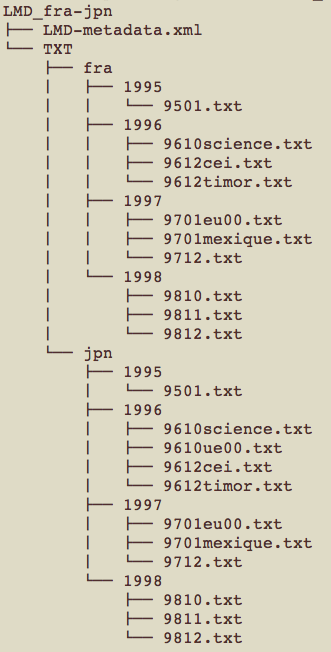 LMD_fra-jpn
├── LMD-metadata.xml
└── TXT
    ├── fra
    │   ├── 1995
    │   │   └── 9501.txt
    │   ├── 1996
    │   │   ├── 9610science.txt
    │   │   ├── 9612cei.txt
    │   │   └── 9612timor.txt
    │   ├── 1997
    │   │   ├── 9701eu00.txt
    │   │   ├── 9701mexique.txt
    │   │   └── 9712.txt
    │   └── 1998
    │       ├── 9810.txt
    │       ├── 9811.txt
    │       └── 9812.txt
    └── jpn
        ├── 1995
        │   └── 9501.txt
        ├── 1996
        │   ├── 9610science.txt
        │   ├── 9610ue00.txt
        │   ├── 9612cei.txt
        │   └── 9612timor.txt
        ├── 1997
        │   ├── 9701eu00.txt
        │   ├── 9701mexique.txt
        │   └── 9712.txt
        └── 1998
            ├── 9810.txt
            ├── 9811.txt
            └── 9812.txt